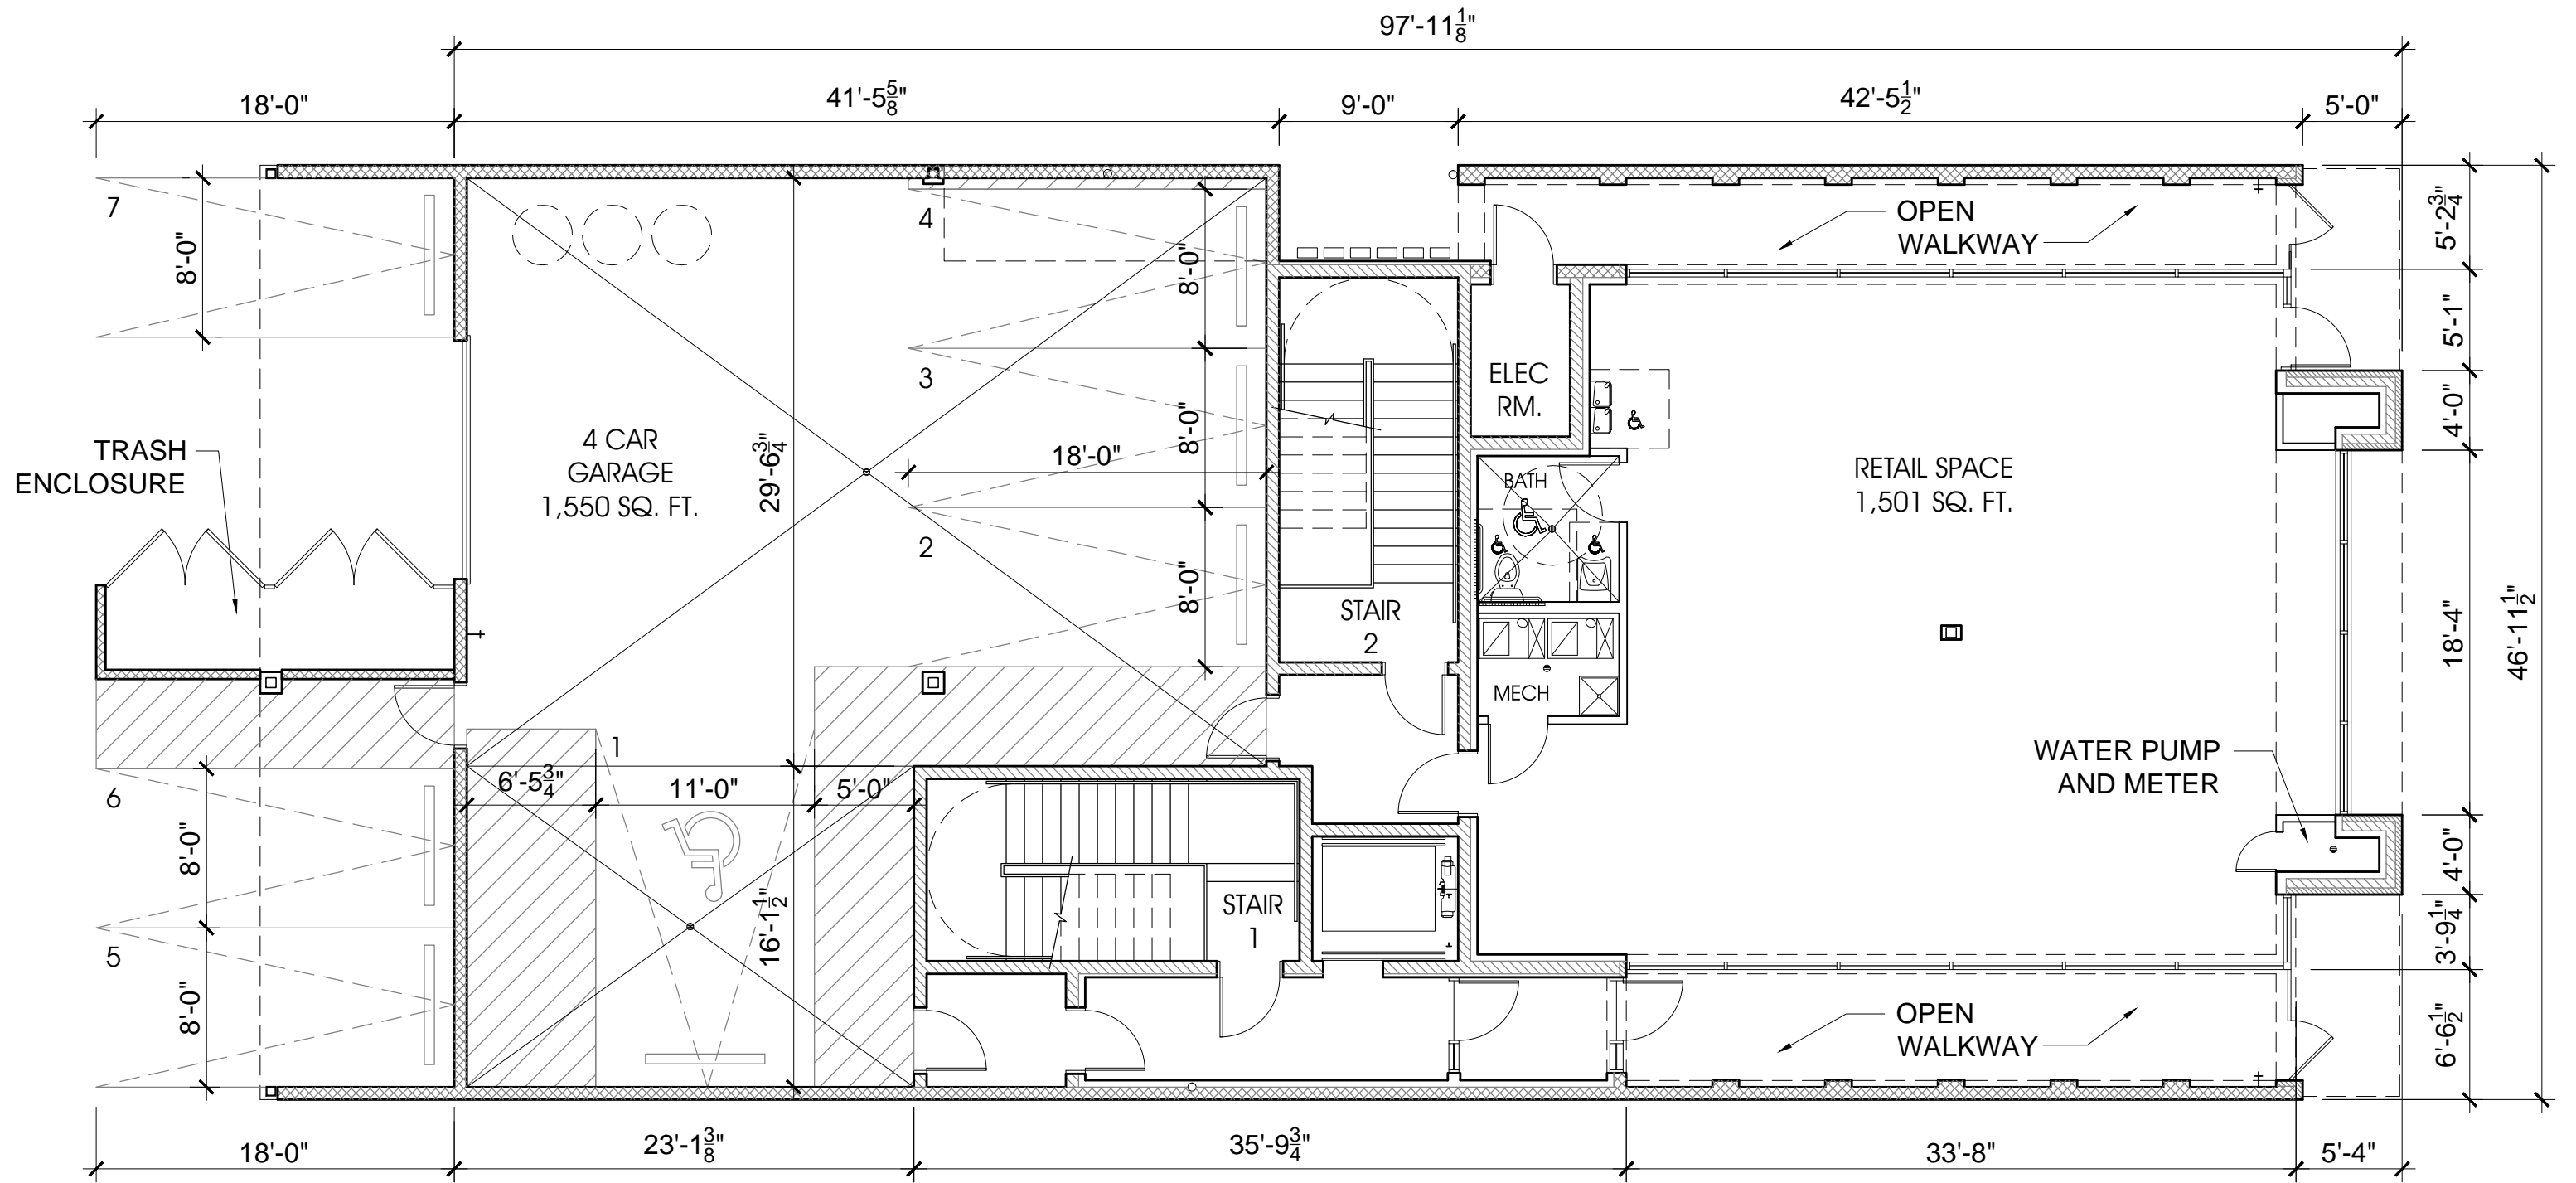 97'-11 1/8"
18'-0"
41'-5 5/8"
9'-0"
42'-5 1/2"
5'-0"
7
8'-0"
4
8'-0"
OPEN
WALKWAY
5'-2 3/4"
5'-1"
3
ELEC
RM.
4'-0"
TRASH
ENCLOSURE
4 CAR
GARAGE
1,550 SQ. FT.
29'-6 3/4"
18'-0"
8'-0"
BATH
RETAIL SPACE
1,501 SQ. FT.
2
8'-0"
STAIR
2
18'-4"
46'-11 1/2"
MECH
1
6'-5 3/4"
11'-0"
5'-0"
WATER PUMP
AND METER
6
8'-0"
4'-0"
16'-1 1/2"
STAIR
1
3'-9 1/4"
5
8'-0"
OPEN
WALKWAY
6'-6 1/2"
18'-0"
23'-1 3/8"
35'-9 3/4"
33'-8"
5'-4"